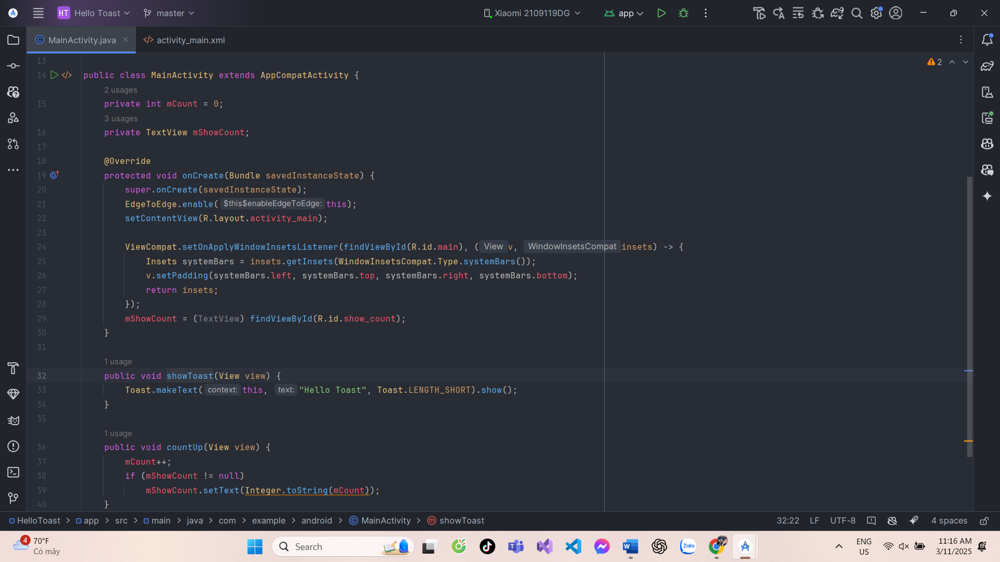 HT Hello Toast master Xiaomi 2109119DG app
MainActivity.java activity_main.xml
2
13
14 public class MainActivity extends AppCompatActivity {
2 usages
15 private int mCount = 0;
3 usages
16 private TextView mShowCount;
17
18 @Override
19 protected void onCreate(Bundle savedInstanceState) {
20 super.onCreate(savedInstanceState);
21 EdgeToEdge.enable( $this$enableEdgeToEdge: this);
22 setContentView(R.layout.activity_main);
23
24 ViewCompat.setOnApplyWindowInsetsListener(findViewById(R.id.main), ( View v, WindowInsetsCompat insets) -> {
25 Insets systemBars = insets.getInsets(WindowInsetsCompat.Type.systemBars());
26 v.setPadding(systemBars.left, systemBars.top, systemBars.right, systemBars.bottom);
27 return insets;
28 });
29 mShowCount = (TextView) findViewById(R.id.show_count);
30 }
31
1 usage
32 public void showToast(View view) {
33 Toast.makeText( context: this, text: "Hello Toast", Toast.LENGTH_SHORT).show();
34 }
35
1 usage
36 public void countUp(View view) {
37 mCount++;
38 if (mShowCount != null)
39 mShowCount.setText(Integer.toString(mCount));
40 }
HelloToast > app > src > main > java > com > example > android > MainActivity > showToast 32:22 LF UTF-8 4 spaces
4 70°F
Có mây
Search
Zalo
ENG
US
11:16 AM
3/11/2025